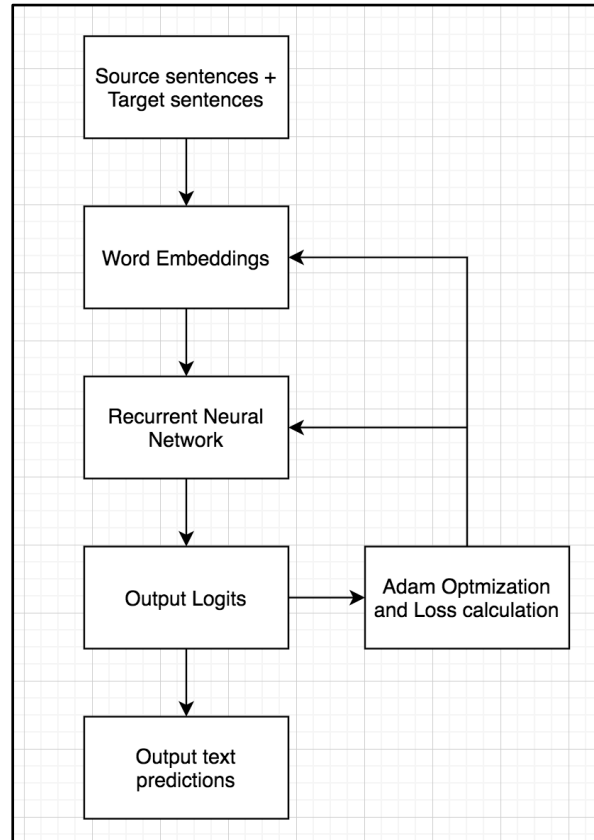 Source sentences +
Target sentences
Word Embeddings
Recurrent Neural
Network
Output Logits
Adam Optmization
and Loss calculation
Output text
predictions